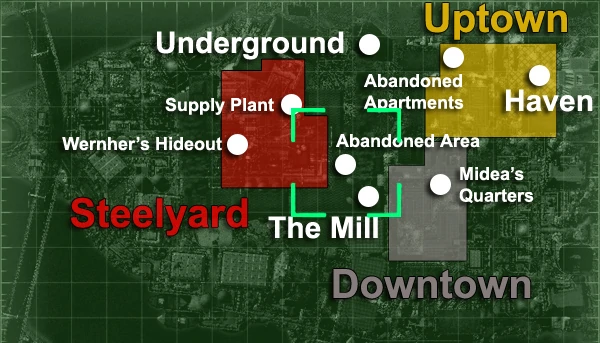 Uptown
Underground
Abandoned
Apartments
Supply Plant
Haven
Wernher's Hideout
Abandoned Area
Midea's
Quarters
Steelyard
The Mill
Downtown